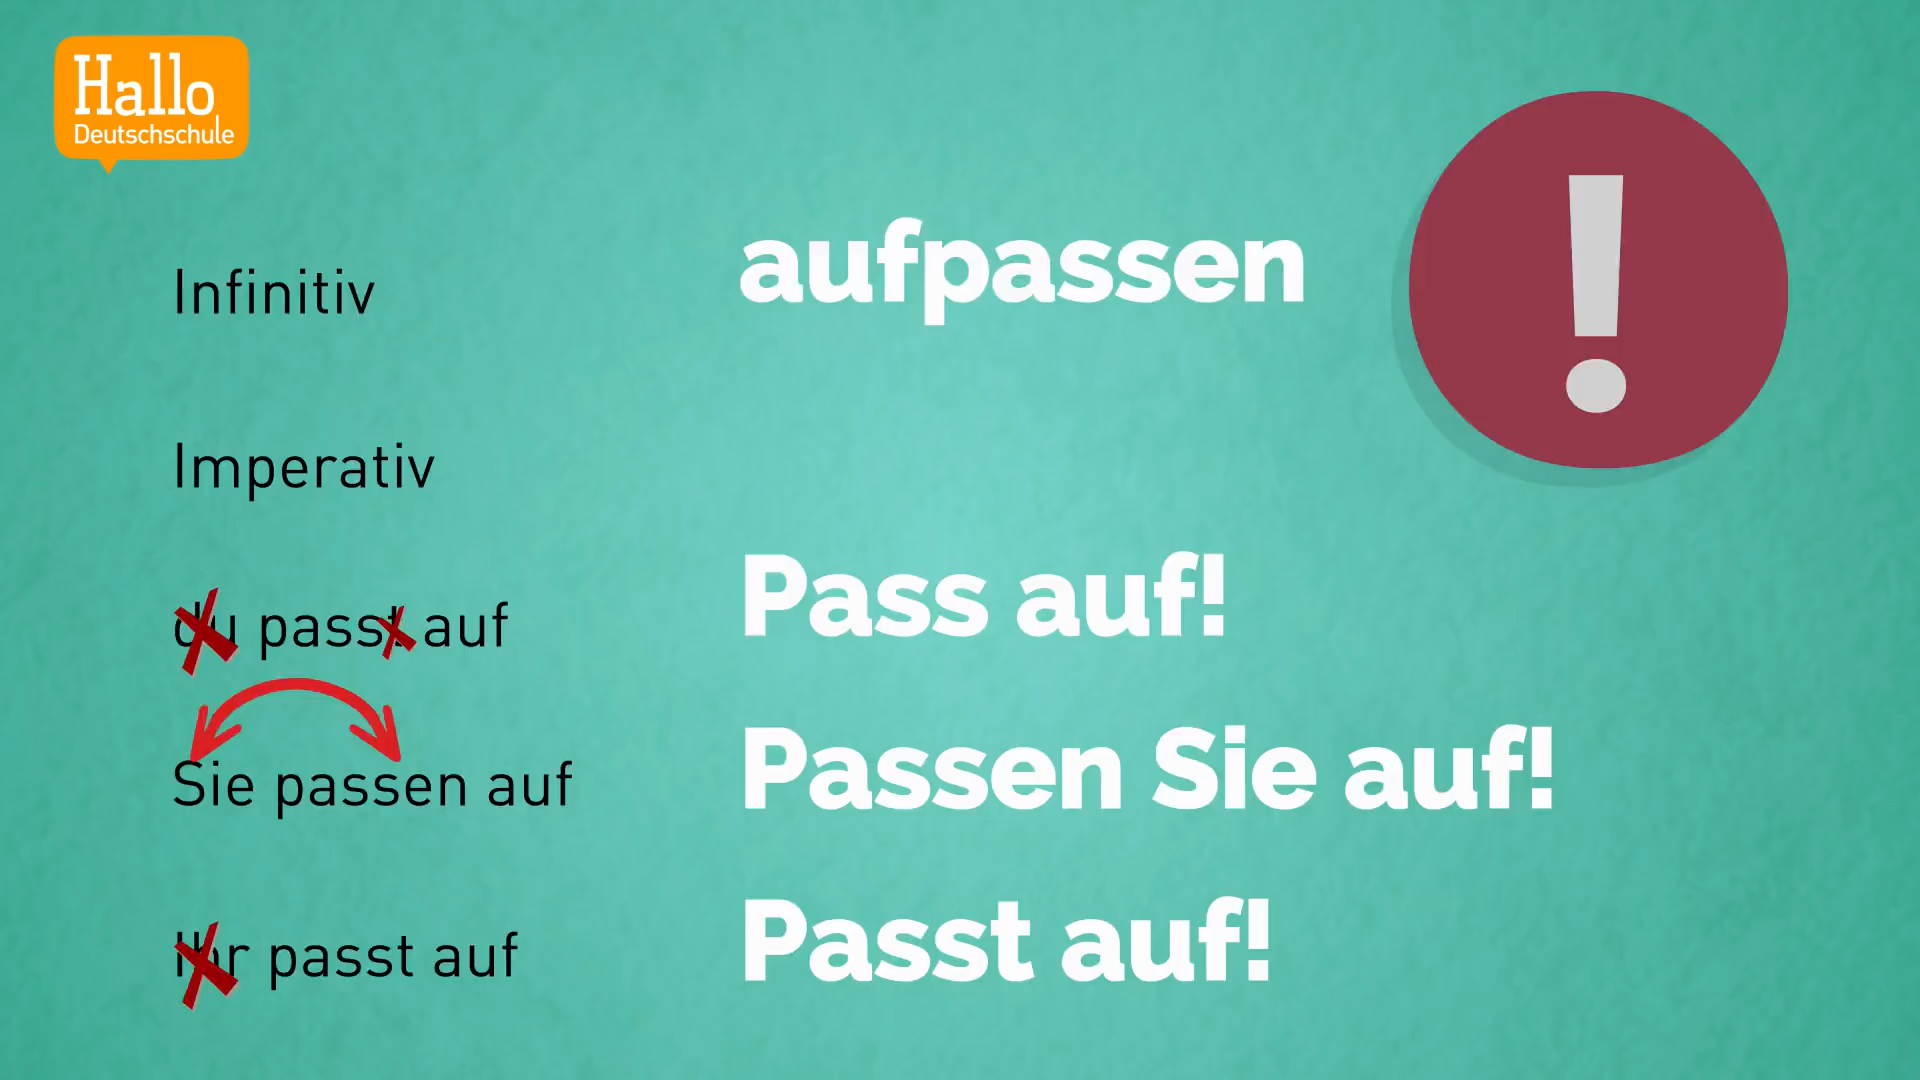 Hallo
Deutschschule
Infinitiv
aufpassen
Imperativ
du passt auf
Pass auf!
Sie passen auf
Passen Sie auf!
Ihr passt auf
Passt auf!
!